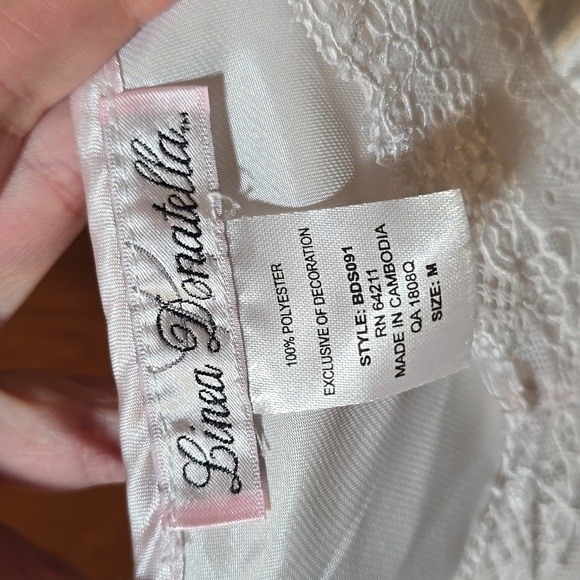 Linea Donatella...
100% POLYESTER
EXCLUSIVE OF DECORATION
STYLE: BDS091
RN 64211
MADE IN CAMBODIA
QA 1808Q
SIZE: M